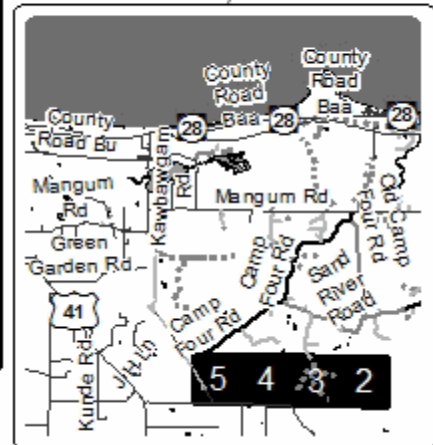 County
Road
Baa
County
Road
Baa
County
Road Bu
28
28
28
Kawbawgam
Rd
Mangum
Rd
Mangum Rd
Green
Garden Rd
Old Camp
Four Rd
Camp
Four Rd
Sand
River
Road
41
Camp
Four Rd
Kunde Rd
J H Ln
5 4 3 2